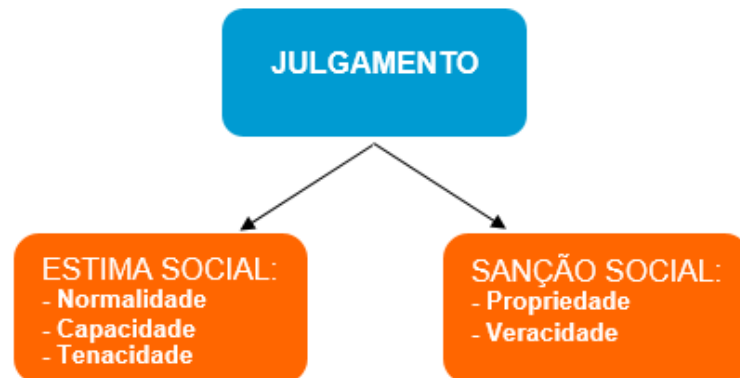 JULGAMENTO
ESTIMA SOCIAL:
- Normalidade
- Capacidade
- Tenacidade
SANÇÃO SOCIAL:
- Propriedade
- Veracidade